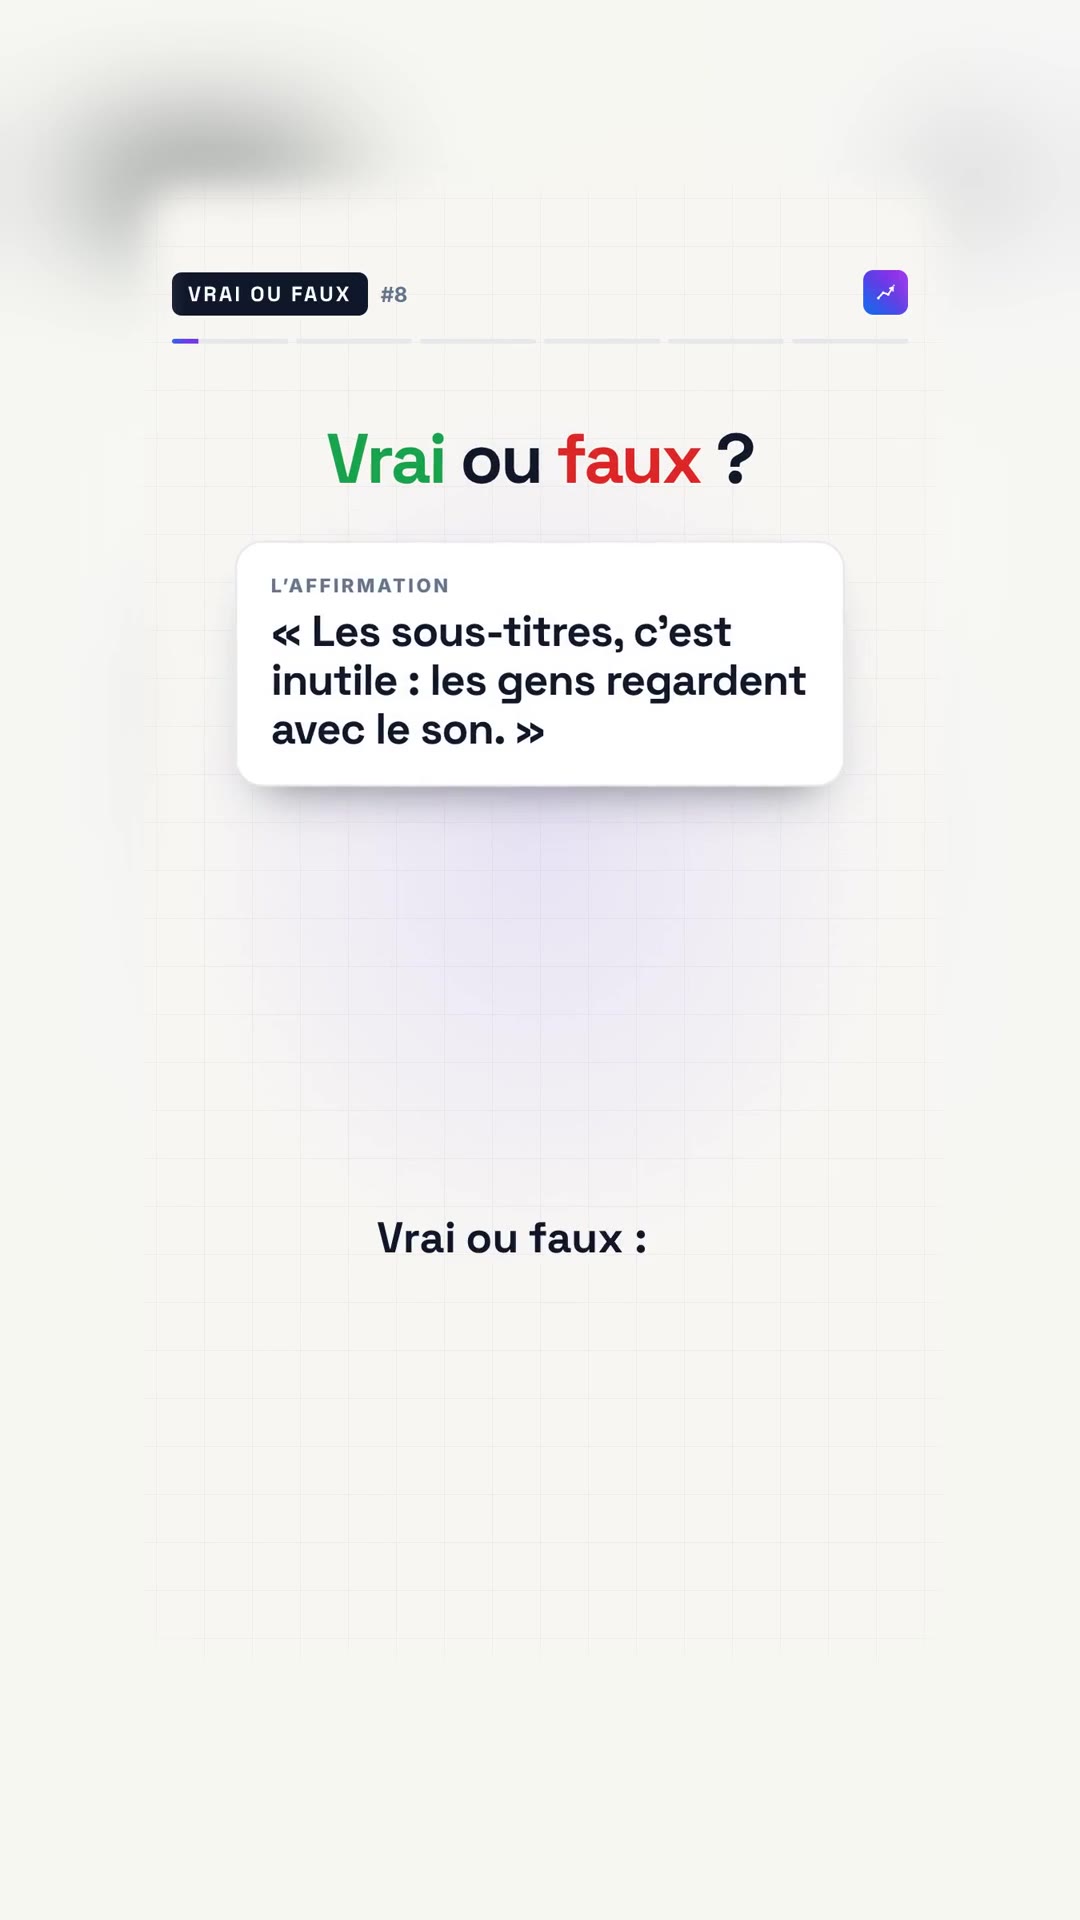 VRAI OU FAUX #8
Vrai ou faux ?
L’AFFIRMATION
« Les sous-titres, c’est
inutile : les gens regardent
avec le son. »
Vrai ou faux :